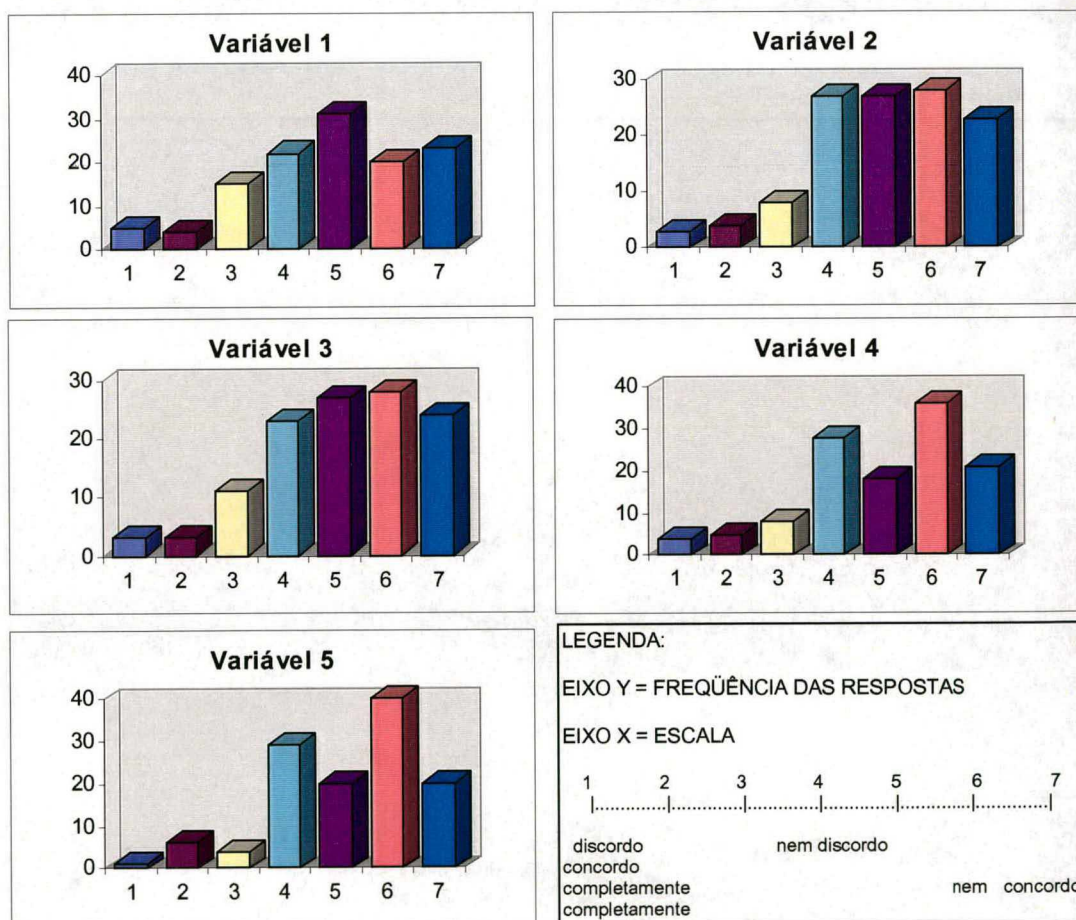 Variável 1
40
30
20
10
0
1 2 3 4 5 6 7
Variável 2
30
20
10
0
1 2 3 4 5 6 7
Variável 3
30
20
10
0
1 2 3 4 5 6 7
Variável 4
40
30
20
10
0
1 2 3 4 5 6 7
Variável 5
40
30
20
10
0
1 2 3 4 5 6 7
LEGENDA:
EIXO Y = FREQÜÊNCIA DAS RESPOSTAS
EIXO X = ESCALA
1 2 3 4 5 6 7
discordo nem discordo
concordo
completamente nem concordo
completamente